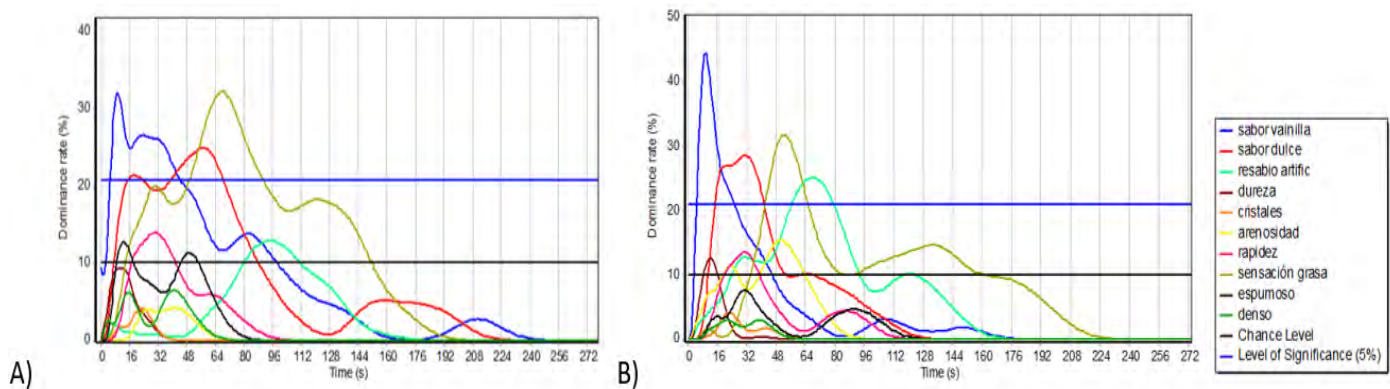 40
30
20
10
0
Dominance rate (%)
0 16 32 48 64 80 96 112 128 144 160 176 192 208 224 240 256 272
Time (s)
A)
50
40
30
20
10
0
Dominance rate (%)
0 16 32 48 64 80 96 112 128 144 160 176 192 208 224 240 256 272
Time (s)
B)
sabor vainilla
sabor dulce
resabio artific
dureza
cristales
arenosidad
rapidez
sensación grasa
espumoso
denso
Chance Level
Level of Significance (5%)